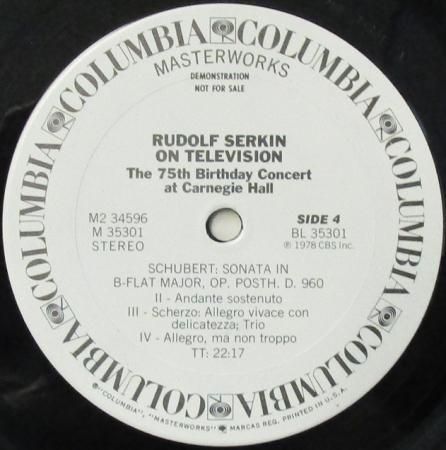 COLUMBIA COLUMBIA COLUMBIA COLUMBIA COLUMBIA COLUMBIA COLUMBIA COLUMBIA
MASTERWORKS
DEMONSTRATION
NOT FOR SALE
RUDOLF SERKIN
ON TELEVISION
The 75th Birthday Concert
at Carnegie Hall
M2 34596
M 35301
STEREO
SIDE 4
BL 35301
℗ 1978 CBS Inc.
SCHUBERT: SONATA IN
B-FLAT MAJOR, OP. POSTH. D. 960
II - Andante sostenuto
III - Scherzo: Allegro vivace con
delicatezza; Trio
IV - Allegro, ma non troppo
TT: 22:17
"COLUMBIA", "MASTERWORKS" MARCAS REG. PRINTED IN U.S.A.